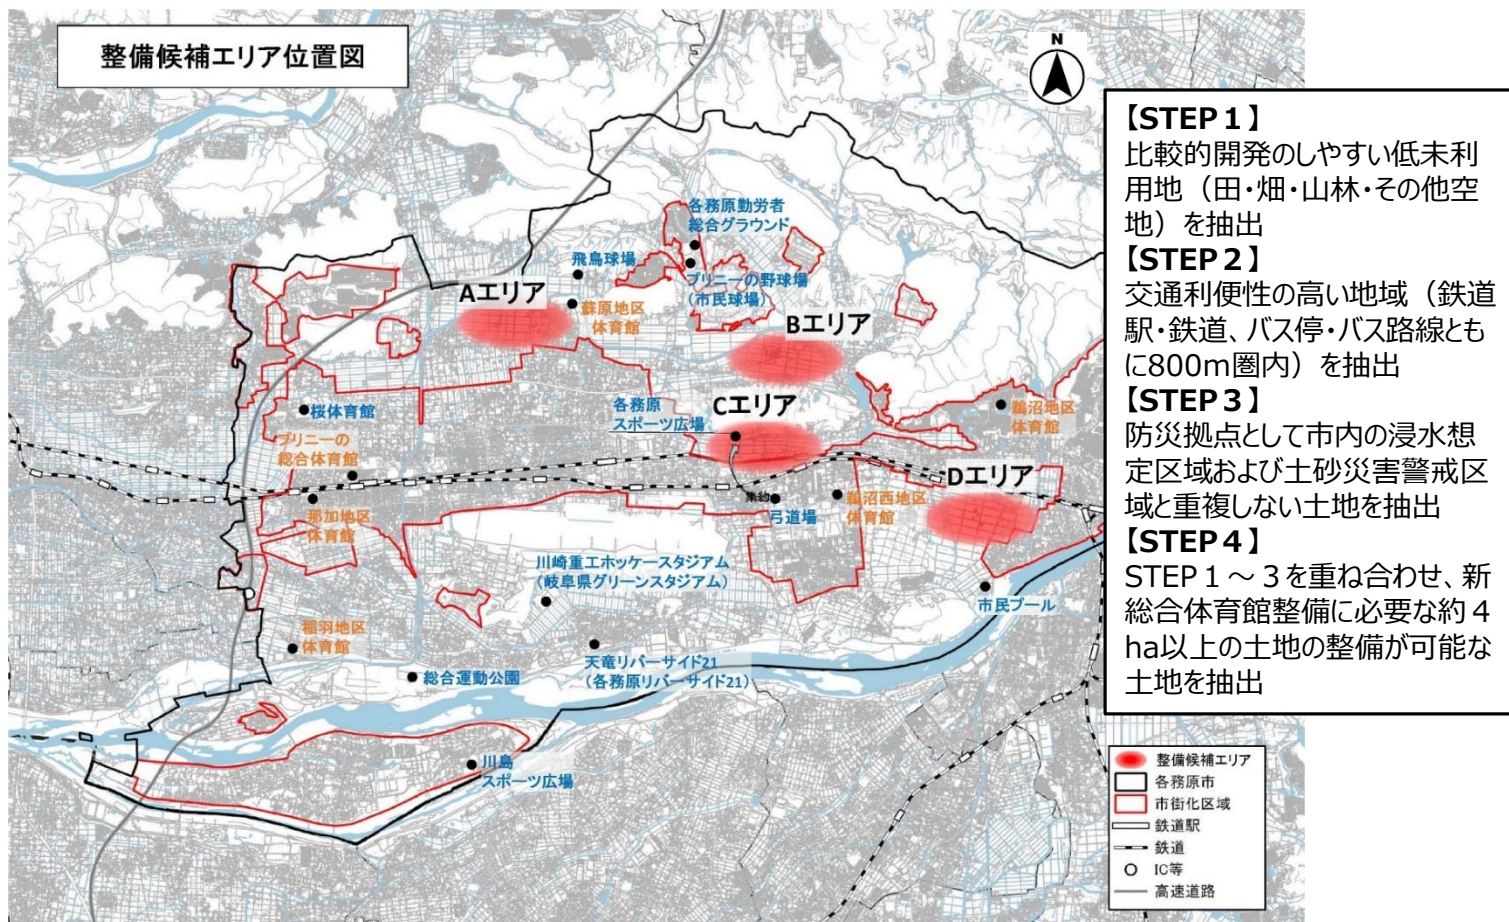 整備候補エリア位置図
N
【STEP1】
比較的開発のしやすい低未利
用地（田・畑・山林・その他空
地）を抽出
【STEP2】
交通利便性の高い地域（鉄道
駅・鉄道、バス停・バス路線とも
に800m圏内）を抽出
【STEP3】
防災拠点として市内の浸水想
定区域および土砂災害警戒区
域と重複しない土地を抽出
【STEP4】
STEP1～3を重ね合わせ、新
総合体育館整備に必要な約4
ha以上の土地の整備が可能な
土地を抽出
各務原勤労者
総合グラウンド
飛鳥球場
プリニーの野球場
（市民球場）
Aエリア
蘇原地区
体育館
Bエリア
Cエリア
各務原
スポーツ広場
桜体育館
鵜沼地区
体育館
プリニーの
総合体育館
Dエリア
集約
弓道場
鵜沼西地区
体育館
那加地区
体育館
川崎重工ホッケースタジアム
（岐阜県グリーンスタジアム）
市民プール
稲羽地区
体育館
天竜リバーサイド21
（各務原リバーサイド21）
総合運動公園
川島
スポーツ広場
整備候補エリア
各務原市
市街化区域
鉄道駅
鉄道
IC等
高速道路